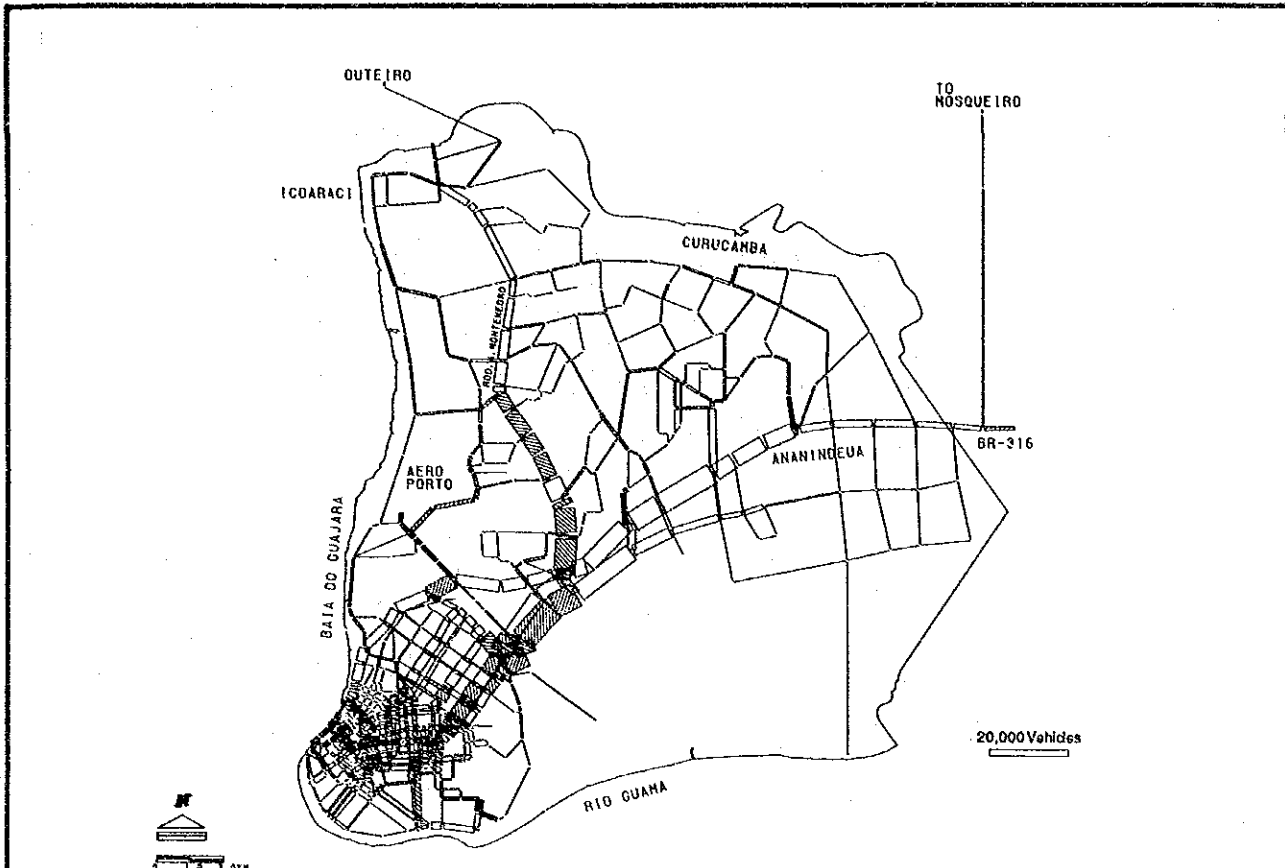 OUTEIRO
TO
MOSQUEIRO
ICOARACI
CURUCAMBA
ROD. A MONTENEGRO
BR-316
ANANINDEUA
AERO
PORTO
BAIA DO GUAJARA
20,000 Vehicles
RIO GUAMA
N